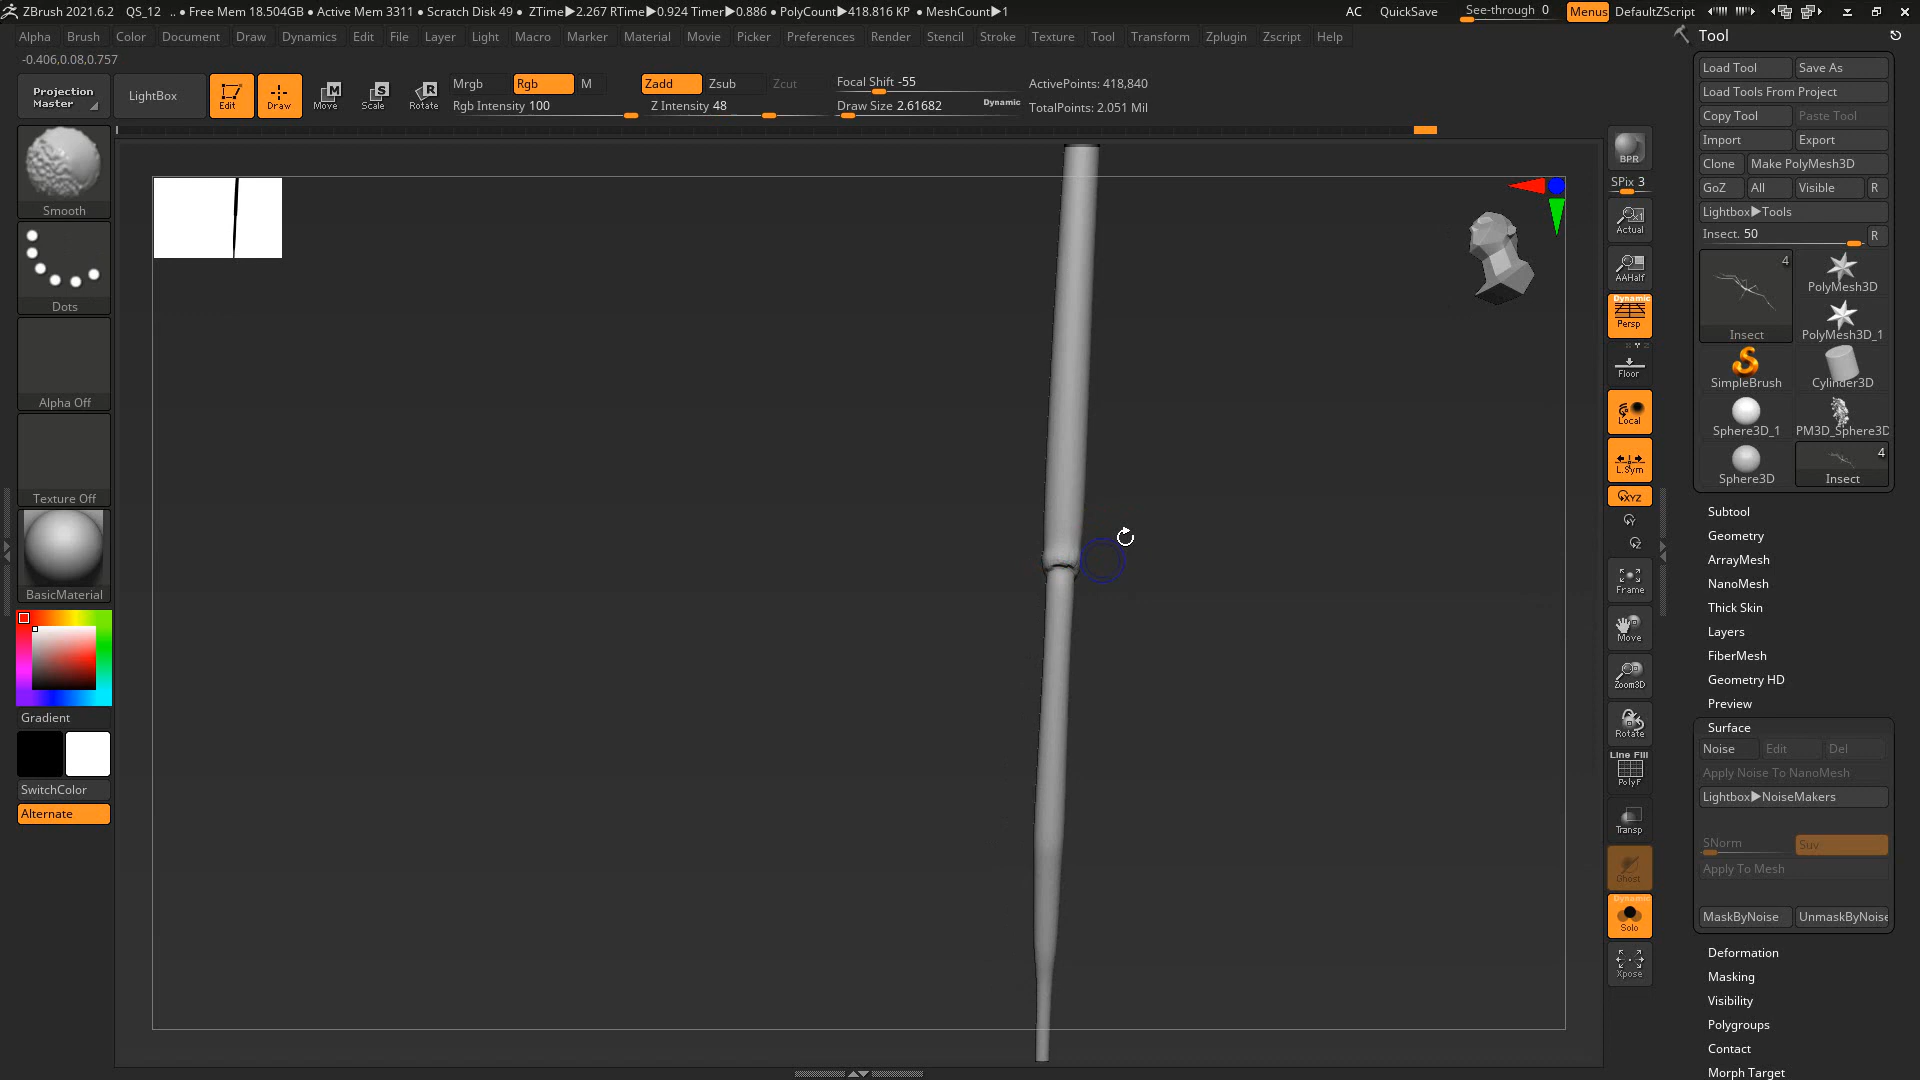 ZBrush 2021.6.2 QS_12 .. ● Free Mem 18.504GB ● Active Mem 3311 ● Scratch Disk 49 ● ZTime▶2.267 RTime▶0.924 Timer▶0.886 ● PolyCount▶418.816 KP ● MeshCount▶1 AC QuickSave See-through 0 Menus DefaultZScript
Alpha Brush Color Document Draw Dynamics Edit File Layer Light Macro Marker Material Movie Picker Preferences Render Stencil Stroke Texture Tool Transform Zplugin Zscript Help
-0.406,0.08,0.757
Projection Master
LightBox
Edit
Draw
Move
Scale
Rotate
Mrgb Rgb M
Rgb Intensity 100
Zadd Zsub Zcut
Z Intensity 48
Focal Shift -55
Draw Size 2.61682 Dynamic
ActivePoints: 418,840
TotalPoints: 2.051 Mil
Smooth
Dots
Alpha Off
Texture Off
BasicMaterial
Gradient
SwitchColor
Alternate
BPR
SPix 3
Actual
AAHalf
Dynamic
Persp
Floor
Local
L.Sym
XYZ
Y
Z
Frame
Move
Zoom3D
Rotate
Line Fill
PolyF
Transp
Ghost
Dynamic
Solo
Xpose
Tool
Load Tool Save As
Load Tools From Project
Copy Tool Paste Tool
Import Export
Clone Make PolyMesh3D
GoZ All Visible R
Lightbox▶Tools
Insect. 50 R
4
Insect
PolyMesh3D
PolyMesh3D_1
SimpleBrush Cylinder3D
Sphere3D_1 PM3D_Sphere3D
4
Sphere3D Insect
Subtool
Geometry
ArrayMesh
NanoMesh
Thick Skin
Layers
FiberMesh
Geometry HD
Preview
Surface
Noise Edit Del
Apply Noise To NanoMesh
Lightbox▶NoiseMakers
SNorm Suv
Apply To Mesh
MaskByNoise UnmaskByNoise
Deformation
Masking
Visibility
Polygroups
Contact
Morph Target